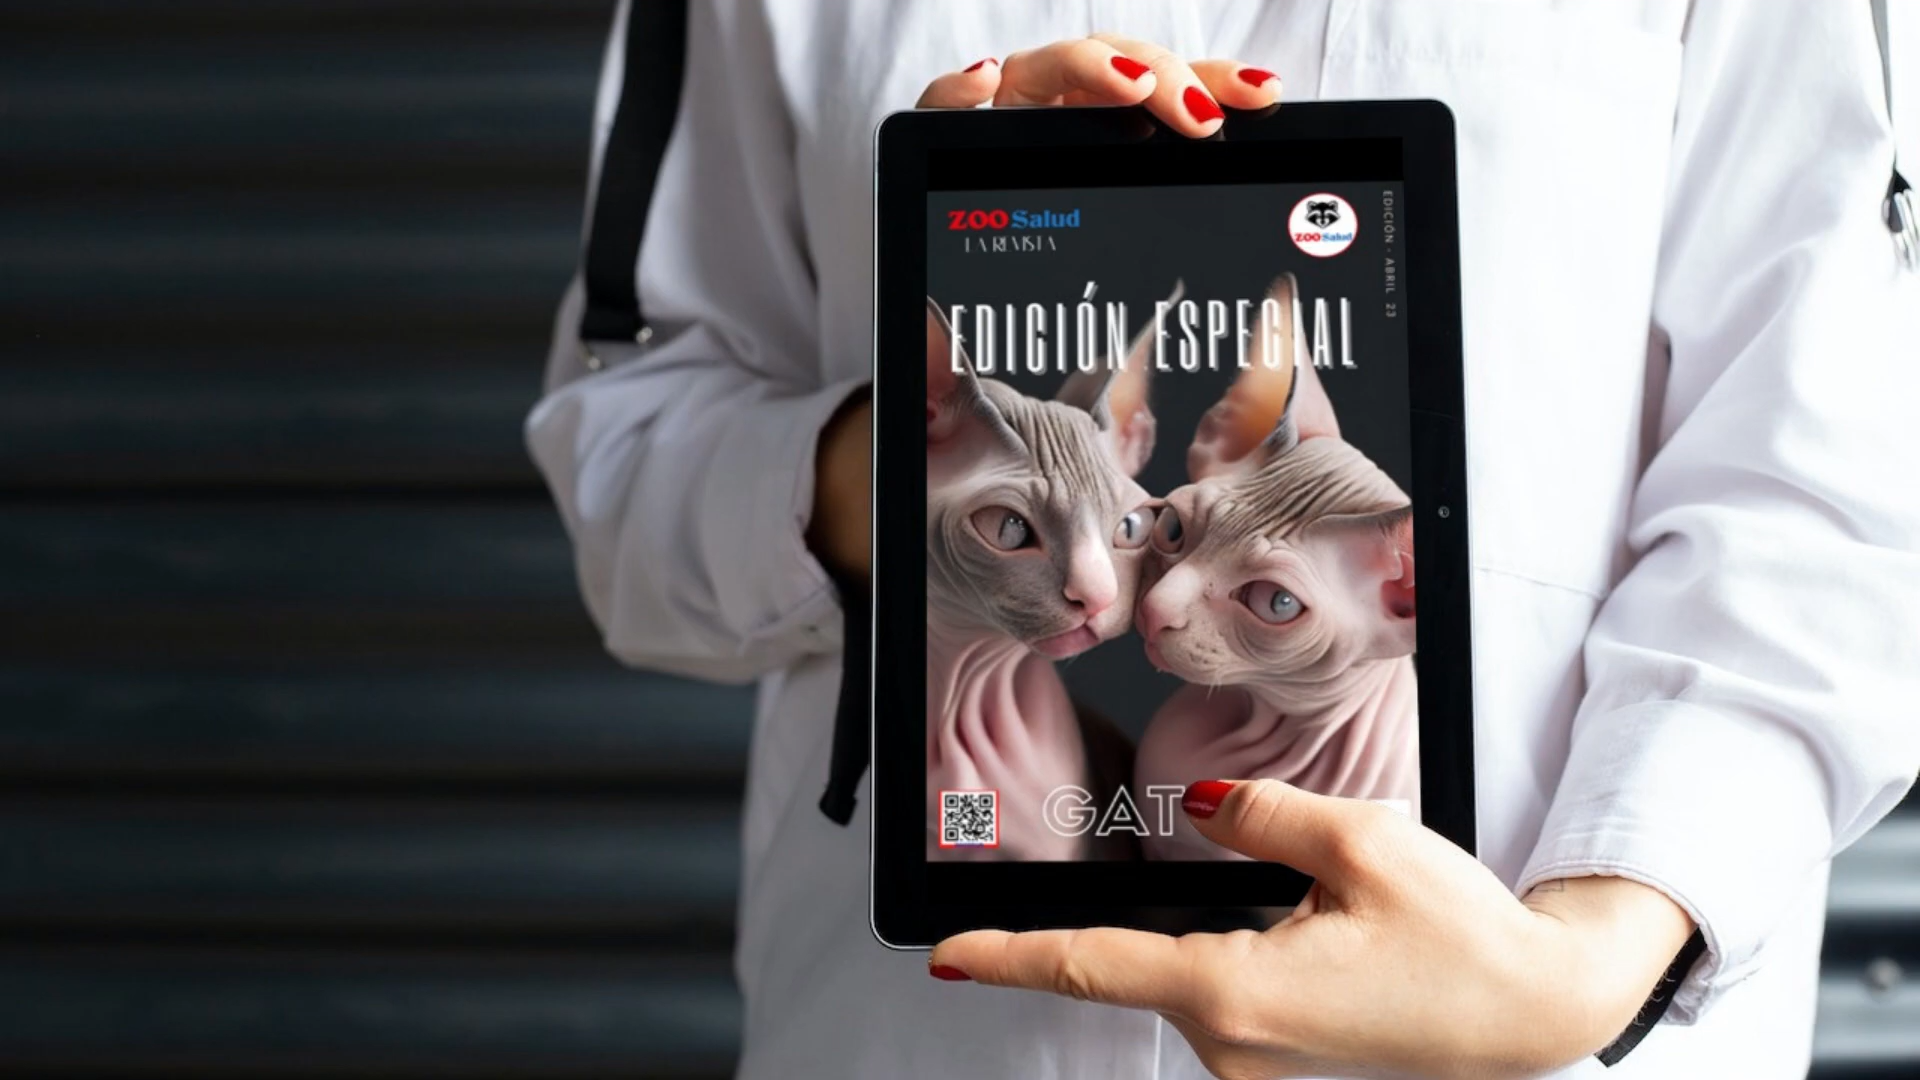 ZOO Salud
LA REVISTA
ZOO Salud
EDICIÓN - ABRIL 23
EDICIÓN ESPECIAL
GAT